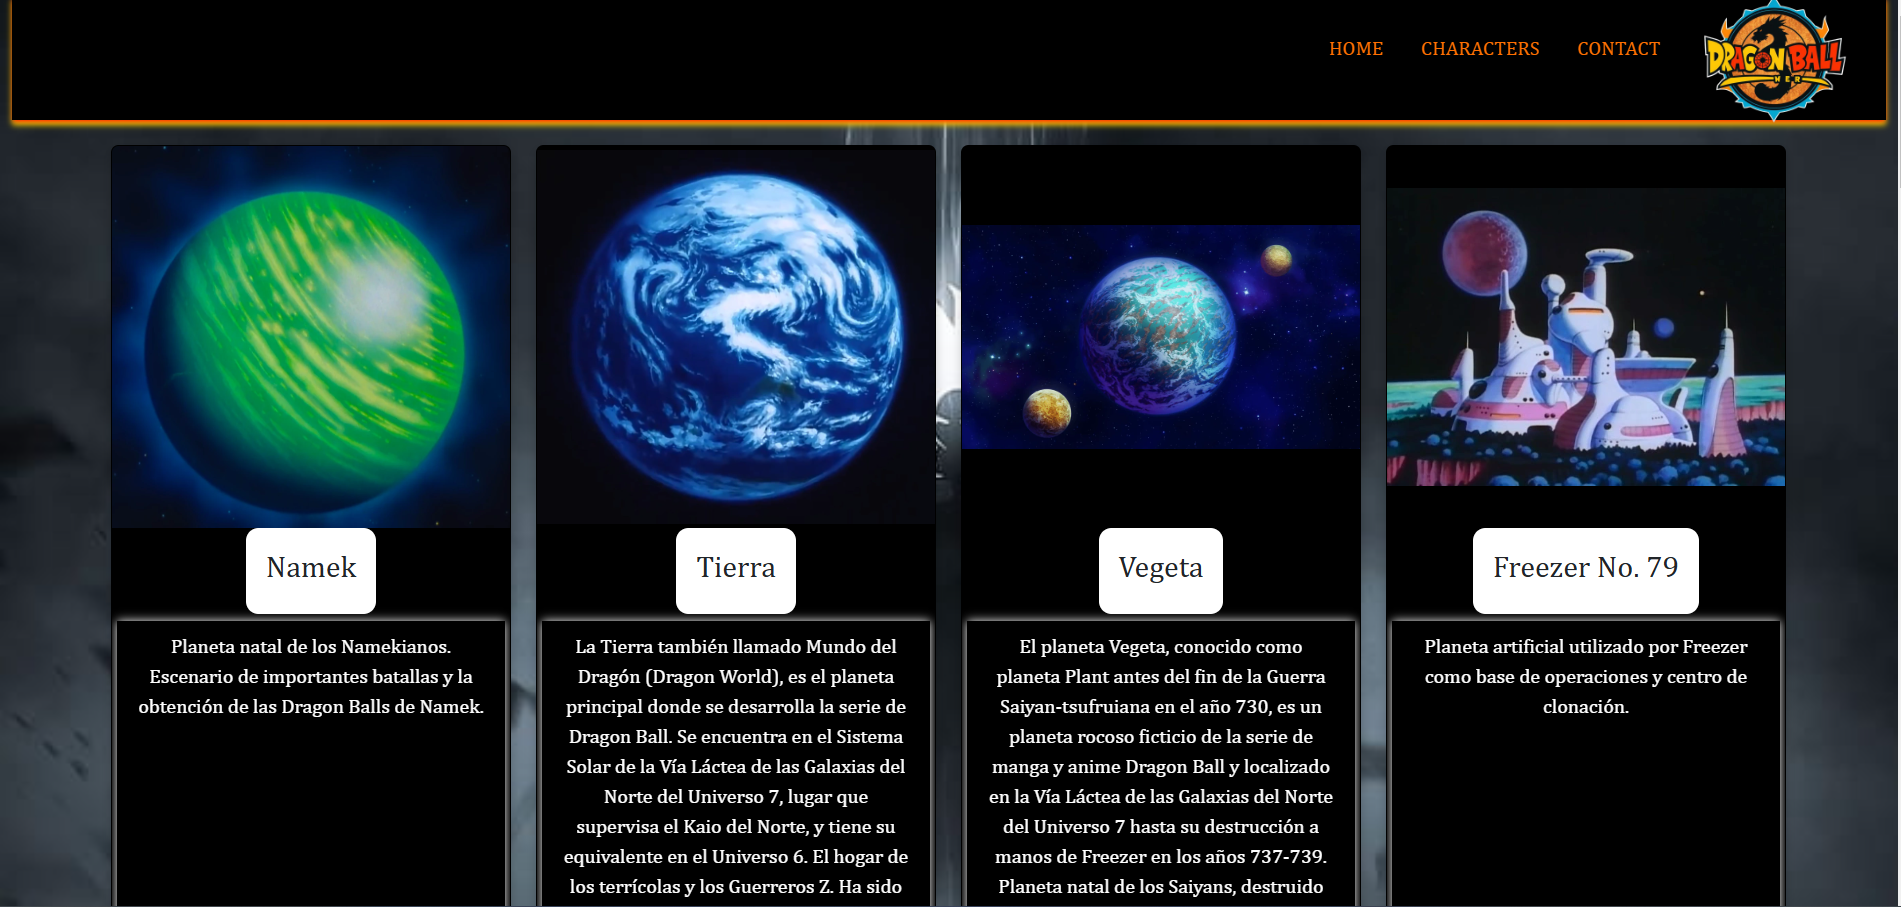 HOME CHARACTERS CONTACT
DRAGON BALL
HER
Namek
Planeta natal de los Namekianos.
Escenario de importantes batallas y la
obtención de las Dragon Balls de Namek.
Tierra
La Tierra también llamado Mundo del
Dragón (Dragon World), es el planeta
principal donde se desarrolla la serie de
Dragon Ball. Se encuentra en el Sistema
Solar de la Vía Láctea de las Galaxias del
Norte del Universo 7, lugar que
supervisa el Kaio del Norte, y tiene su
equivalente en el Universo 6. El hogar de
los terrícolas y los Guerreros Z. Ha sido
Vegeta
El planeta Vegeta, conocido como
planeta Plant antes del fin de la Guerra
Saiyan-tsufruiana en el año 730, es un
planeta rocoso ficticio de la serie de
manga y anime Dragon Ball y localizado
en la Vía Láctea de las Galaxias del Norte
del Universo 7 hasta su destrucción a
manos de Freezer en los años 737-739.
Planeta natal de los Saiyans, destruido
Freezer No. 79
Planeta artificial utilizado por Freezer
como base de operaciones y centro de
clonación.